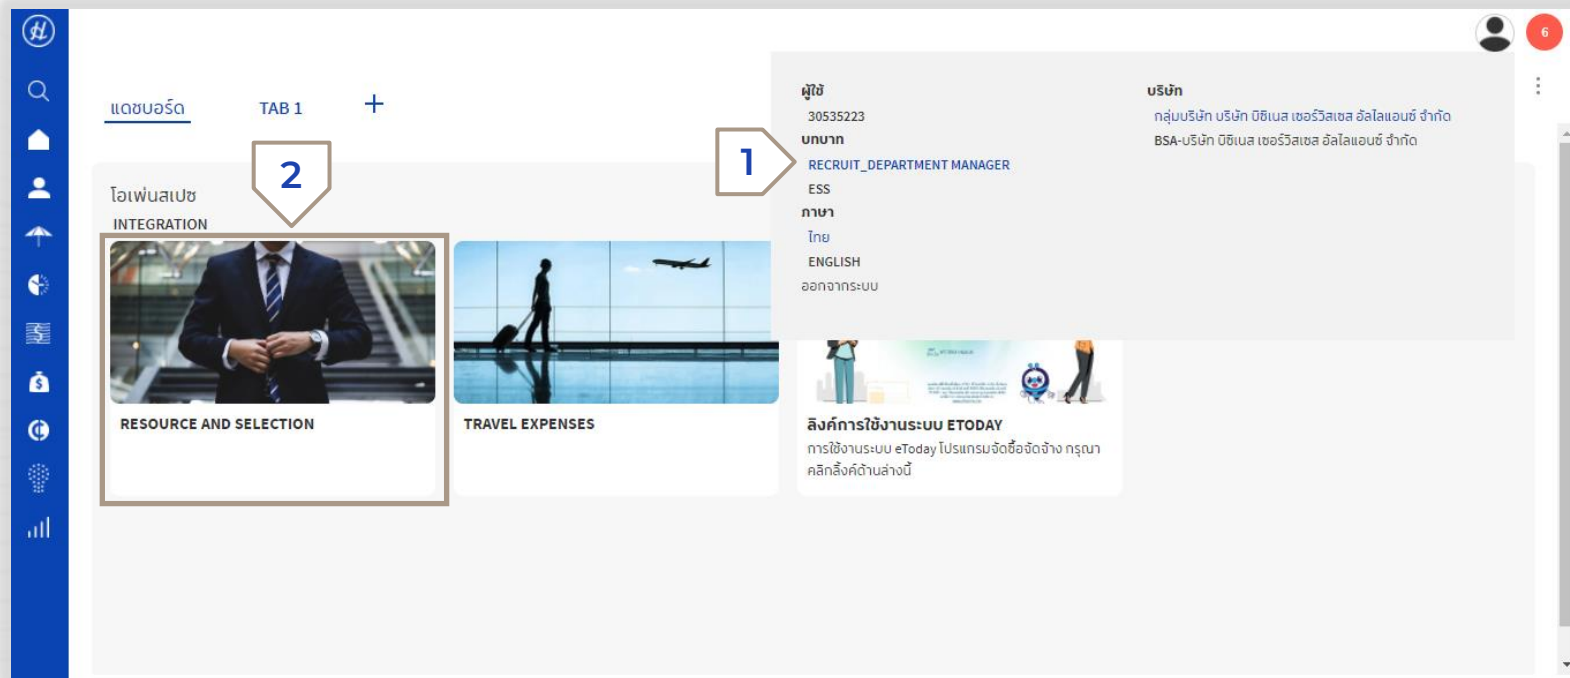 6
แดชบอร์ด
TAB 1
+
ผู้ใช้
30535223
บทบาท
RECRUIT_DEPARTMENT MANAGER
ESS
ภาษา
ไทย
ENGLISH
ออกจากระบบ
บริษัท
กลุ่มบริษัท บริษัท บิซิเนส เซอร์วิสเซส อัลไลแอนซ์ จำกัด
BSA-บริษัท บิซิเนส เซอร์วิสเซส อัลไลแอนซ์ จำกัด
1
2
โอเพ่นสเปซ
INTEGRATION
RESOURCE AND SELECTION
TRAVEL EXPENSES
ลิงค์การใช้งานระบบ ETODAY
การใช้งานระบบ eToday โปรแกรมจัดซื้อจัดจ้าง กรุณา
คลิกลิ้งค์ด้านล่างนี้